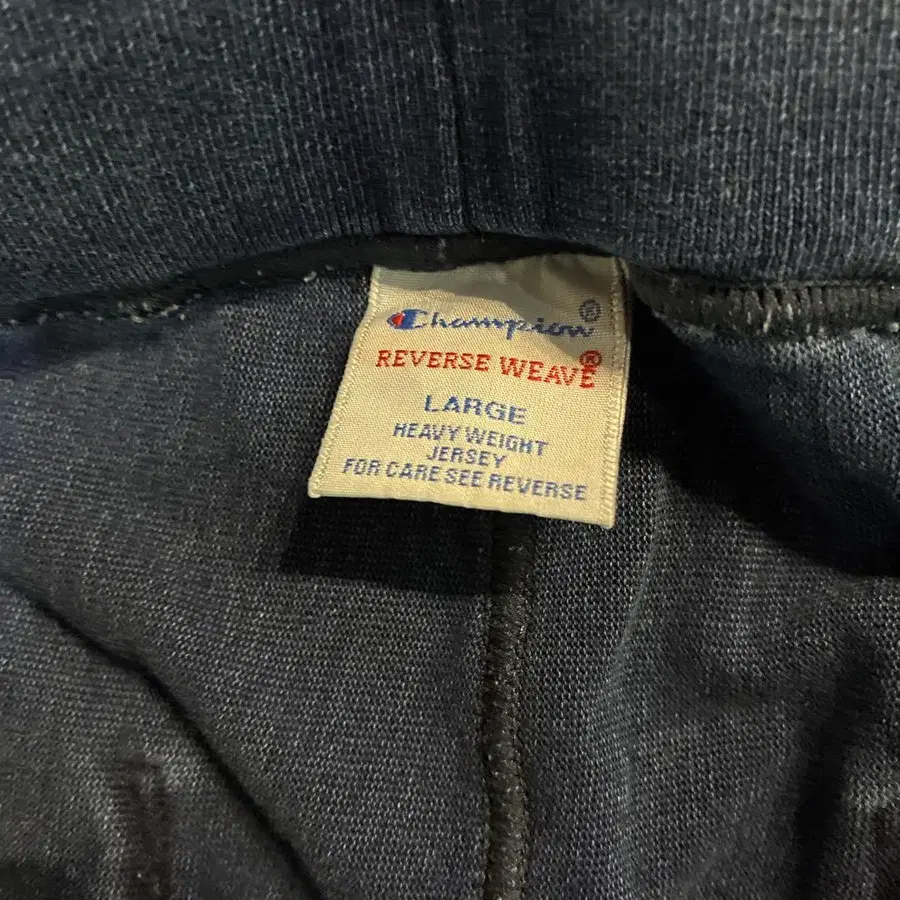 Champion®
REVERSE WEAVE®
LARGE
HEAVY WEIGHT
JERSEY
FOR CARE SEE REVERSE